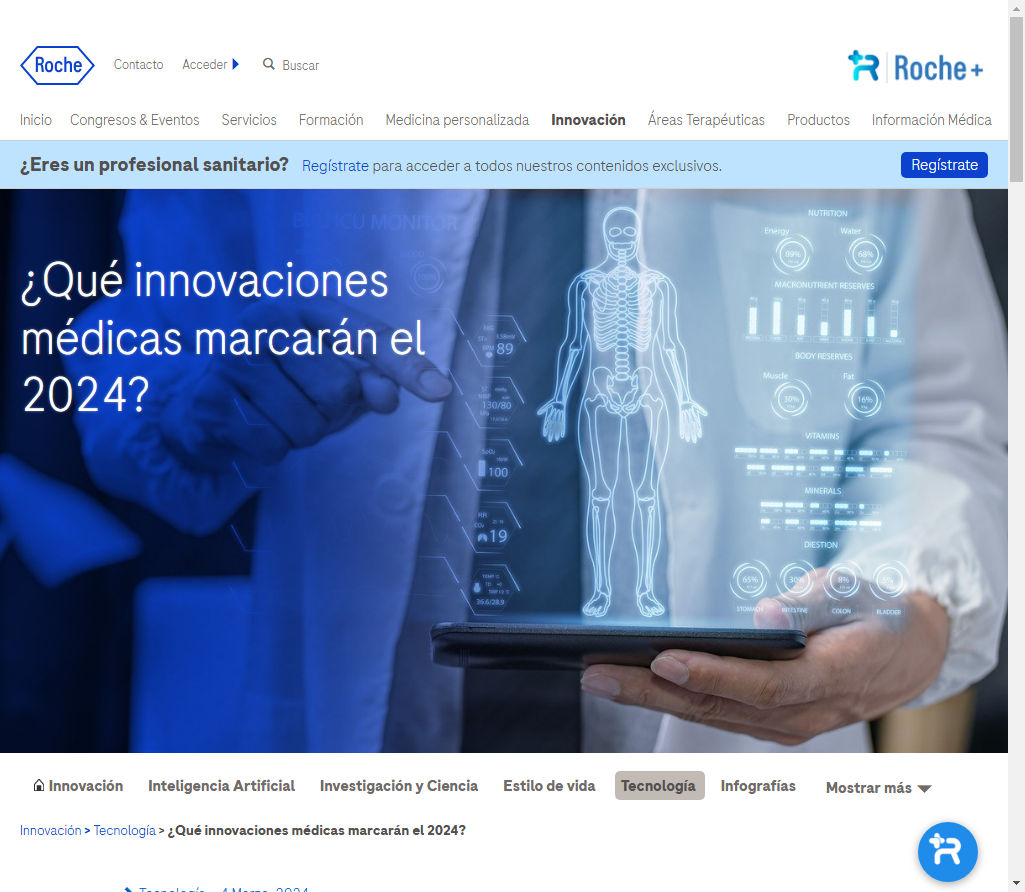 Roche
Contacto
Acceder
Buscar
Roche+
Inicio
Congresos & Eventos
Servicios
Formación
Medicina personalizada
Innovación
Áreas Terapéuticas
Productos
Información Médica
¿Eres un profesional sanitario? Regístrate para acceder a todos nuestros contenidos exclusivos.
Regístrate
¿Qué innovaciones
médicas marcarán el
2024?
NUTRITION
Energy
Water
89%
68%
MACRONUTRIENT RESERVES
BODY RESERVES
Muscle
Fat
30%
16%
VITAMINS
MINERALS
DIESTION
65%
30%
8%
STOMACH
INTESTINE
COLON
BLADDER
89
130/80
100
RR
19
36.6/28.9
Innovación
Inteligencia Artificial
Investigación y Ciencia
Estilo de vida
Tecnología
Infografías
Mostrar más
Innovación > Tecnología > ¿Qué innovaciones médicas marcarán el 2024?
Tecnología
4 Marzo, 2024